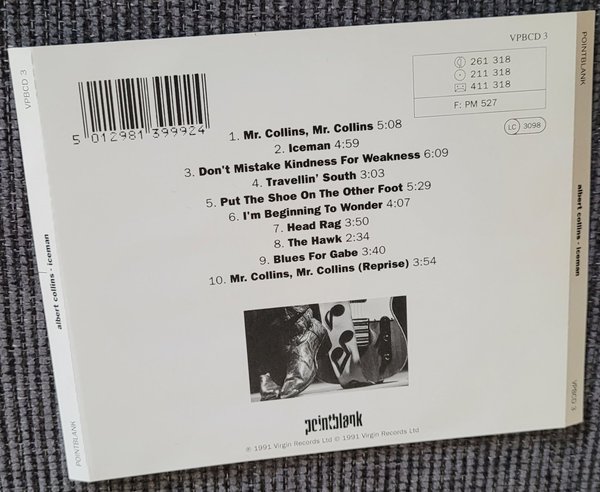 VPBCD 3
261 318
211 318
411 318
F: PM 527
LC 3098
5 012981 399924
1. Mr. Collins, Mr. Collins 5:08
2. Iceman 4:59
3. Don't Mistake Kindness For Weakness 6:09
4. Travellin' South 3:03
5. Put The Shoe On The Other Foot 5:29
6. I'm Beginning To Wonder 4:07
7. Head Rag 3:50
8. The Hawk 2:34
9. Blues For Gabe 3:40
10. Mr. Collins, Mr. Collins (Reprise) 3:54
pointblank
℗ 1991 Virgin Records Ltd © 1991 Virgin Records Ltd
VPBCD 3
albert collins - iceman
POINTBLANK
POINTBLANK
albert collins - iceman
VPBCD 3